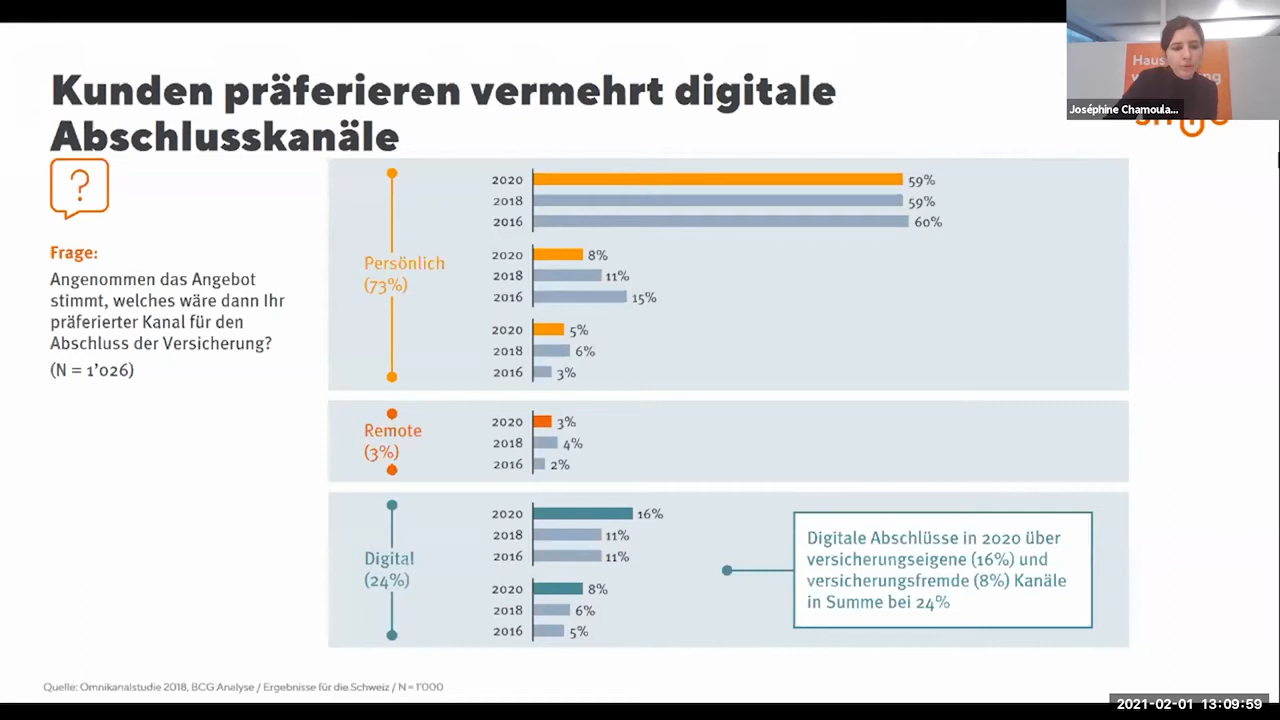 Kunden präferieren vermehrt digitale
Abschlusskanäle
Haus
Joséphine Chamoula...
?
Frage:
Angenommen das Angebot
stimmt, welches wäre dann Ihr
präferierter Kanal für den
Abschluss der Versicherung?
(N = 1'026)
Persönlich
(73%)
2020 59%
2018 59%
2016 60%
2020 8%
2018 11%
2016 15%
2020 5%
2018 6%
2016 3%
Remote
(3%)
2020 3%
2018 4%
2016 2%
Digital
(24%)
2020 16%
2018 11%
2016 11%
2020 8%
2018 6%
2016 5%
Digitale Abschlüsse in 2020 über
versicherungseigene (16%) und
versicherungsfremde (8%) Kanäle
in Summe bei 24%
Quelle: Omnikanalstudie 2018, BCG Analyse / Ergebnisse für die Schweiz / N = 1'000
2021-02-01 13:09:59